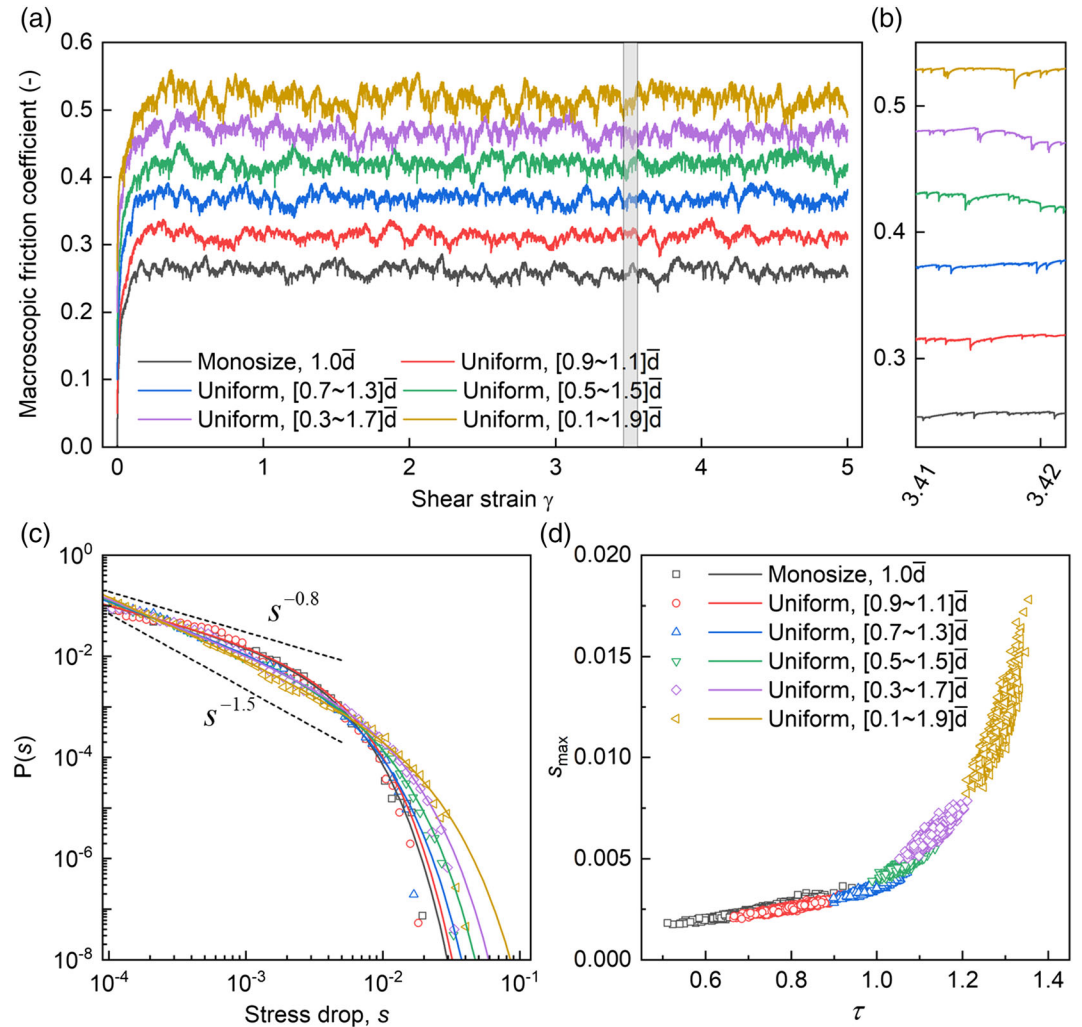 (a)
(b)
0.6
0.5
0.4
0.3
0.2
0.1
0.0
Macroscopic friction coefficient (-)
Monosize, 1.0d̅
Uniform, [0.9~1.1]d̅
Uniform, [0.7~1.3]d̅
Uniform, [0.5~1.5]d̅
Uniform, [0.3~1.7]d̅
Uniform, [0.1~1.9]d̅
0 1 2 3 4 5
Shear strain γ
0.5
0.4
0.3
3.41 3.42
(c)
10⁰
10⁻²
10⁻⁴
10⁻⁶
10⁻⁸
P(s)
s⁻⁰·⁸
s⁻¹·⁵
10⁻⁴ 10⁻³ 10⁻² 10⁻¹
Stress drop, s
(d)
0.020
0.015
0.010
0.005
0.000
sₘₐₓ
Monosize, 1.0d̅
Uniform, [0.9~1.1]d̅
Uniform, [0.7~1.3]d̅
Uniform, [0.5~1.5]d̅
Uniform, [0.3~1.7]d̅
Uniform, [0.1~1.9]d̅
0.6 0.8 1.0 1.2 1.4
τ